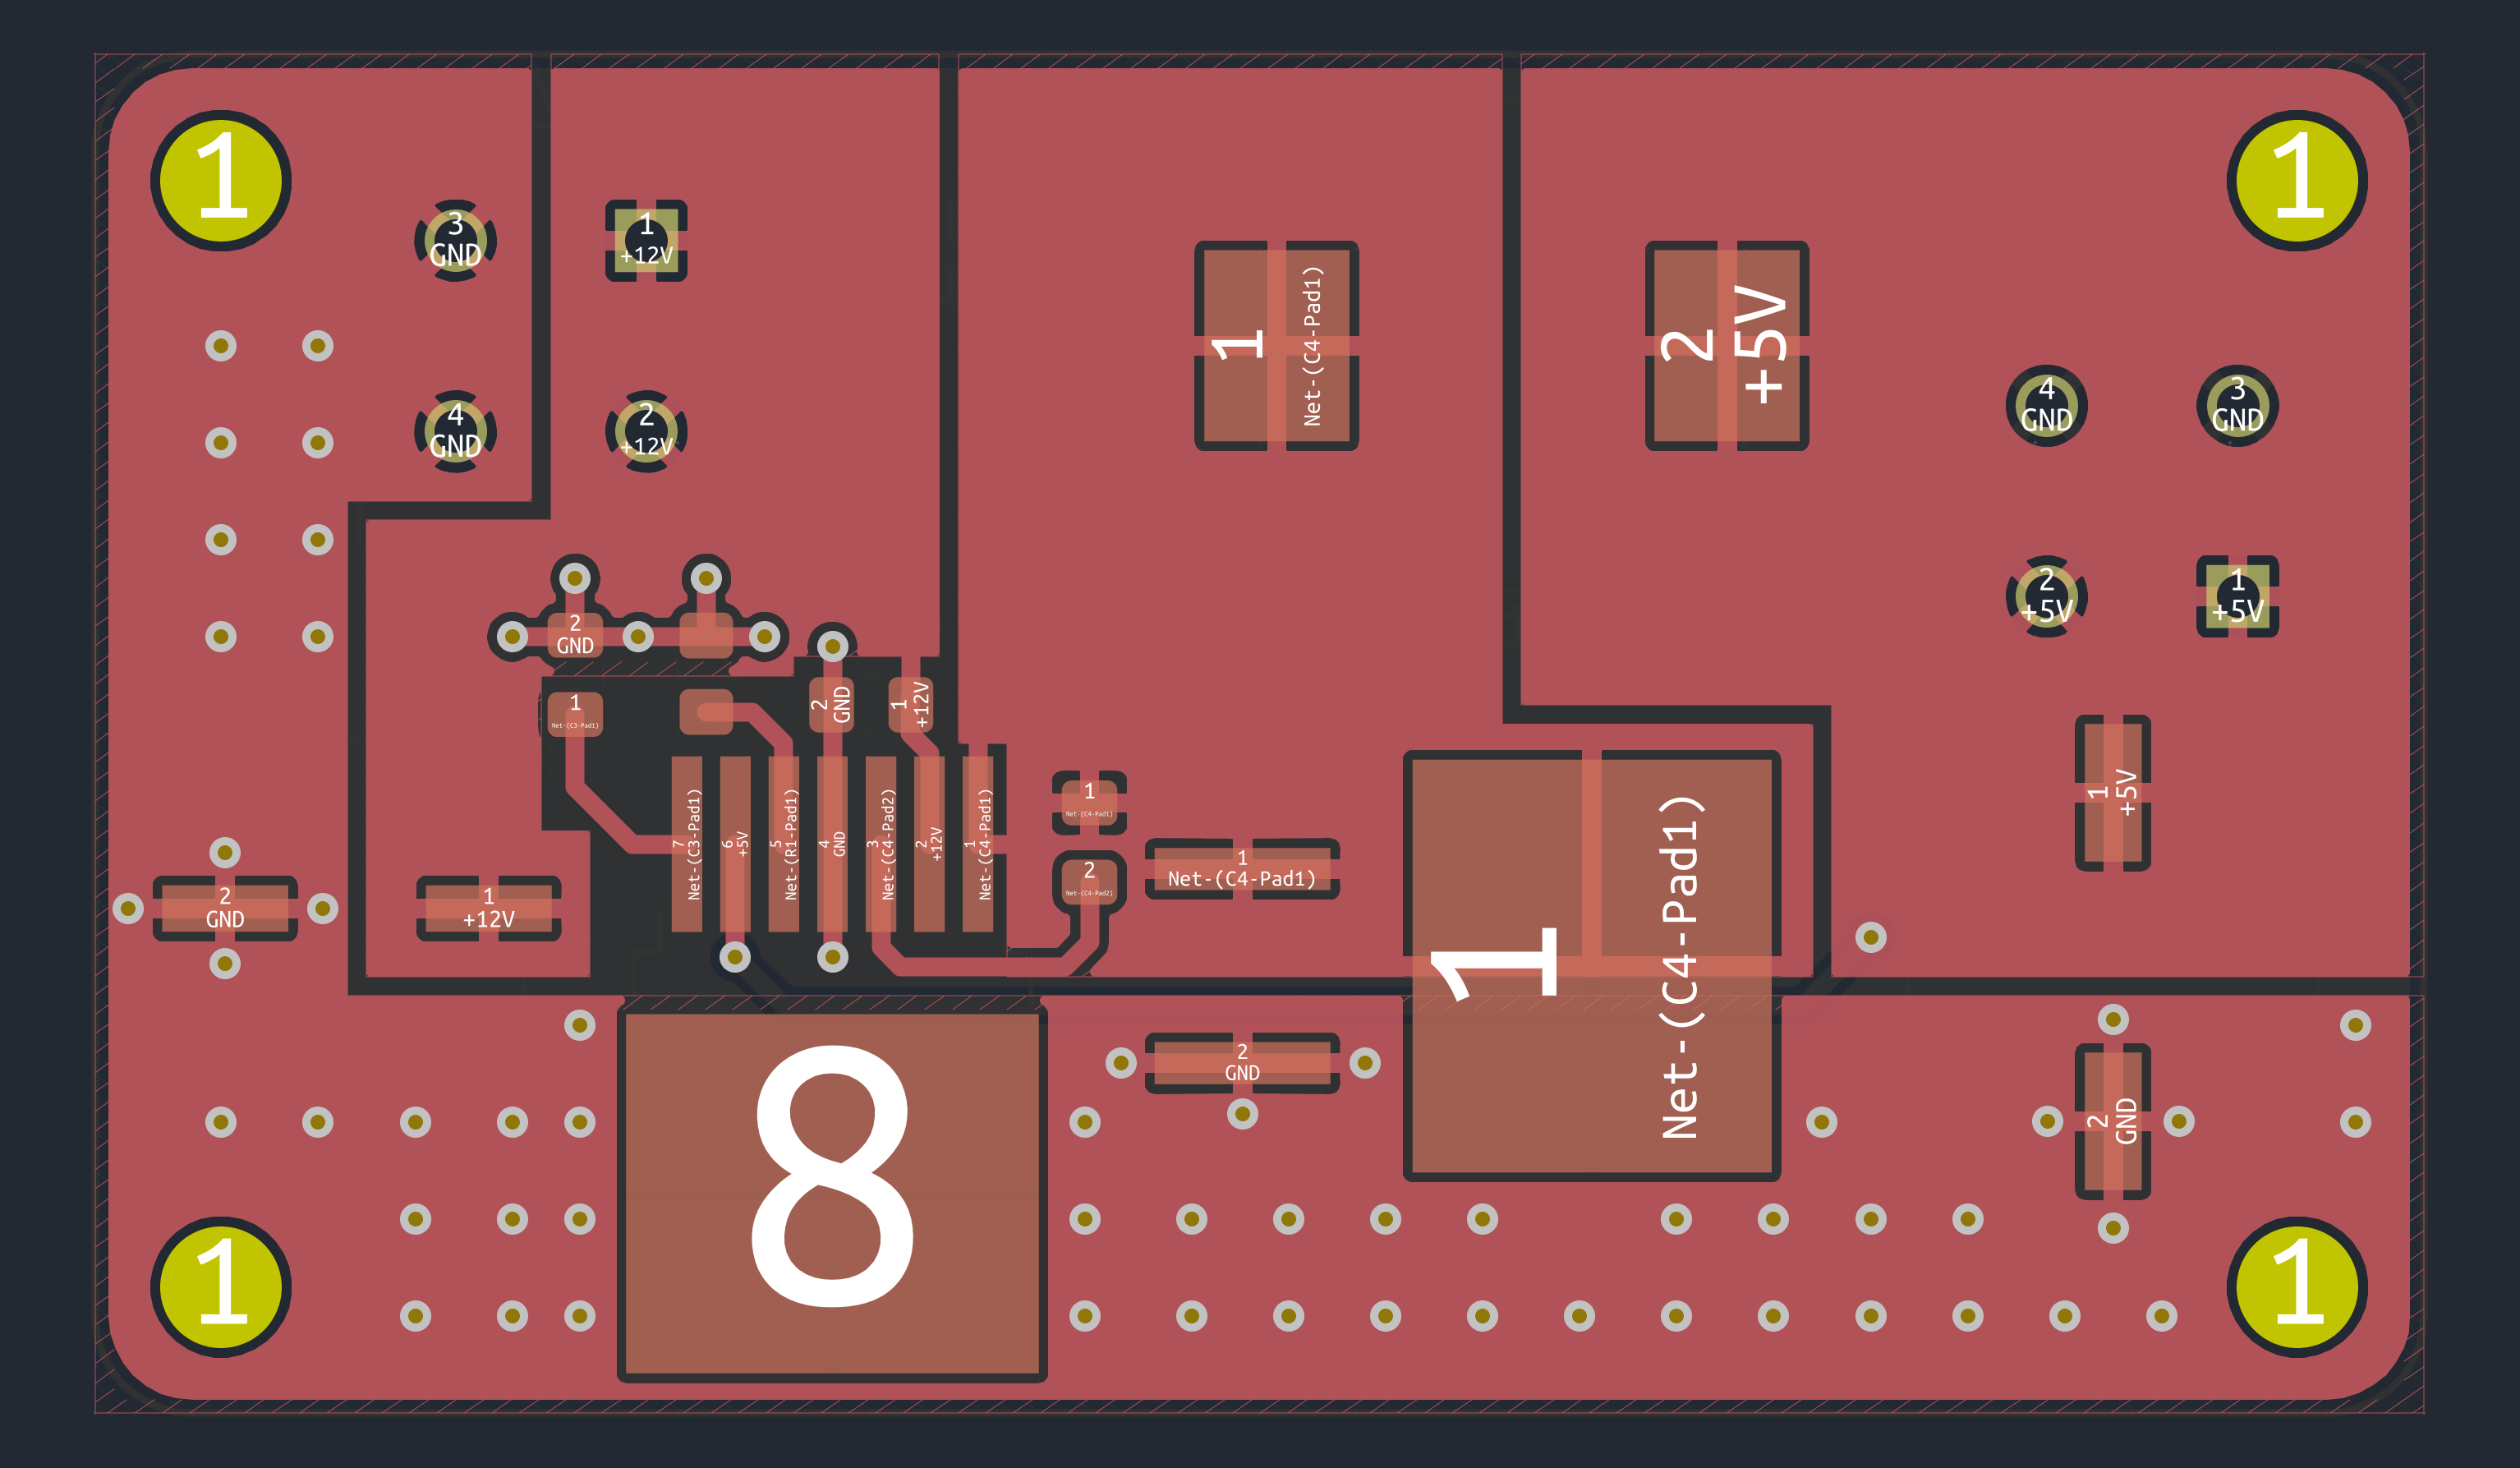 1
1
3
GND
1
+12V
1
Net-(C4-Pad1)
2
+5V
4
GND
2
+12V
4
GND
3
GND
2
+5V
1
+5V
2
GND
1
Net-(C3-Pad1)
2
GND
1
+12V
7
Net-(C3-Pad1)
6
+5V
5
Net-(R1-Pad1)
4
GND
3
Net-(C4-Pad2)
2
+12V
1
Net-(C4-Pad1)
1
Net-(C4-Pad1)
2
Net-(C4-Pad2)
1
Net-(C4-Pad1)
1
Net-(C4-Pad1)
1
+5V
2
GND
1
+12V
8
2
GND
2
GND
1
1